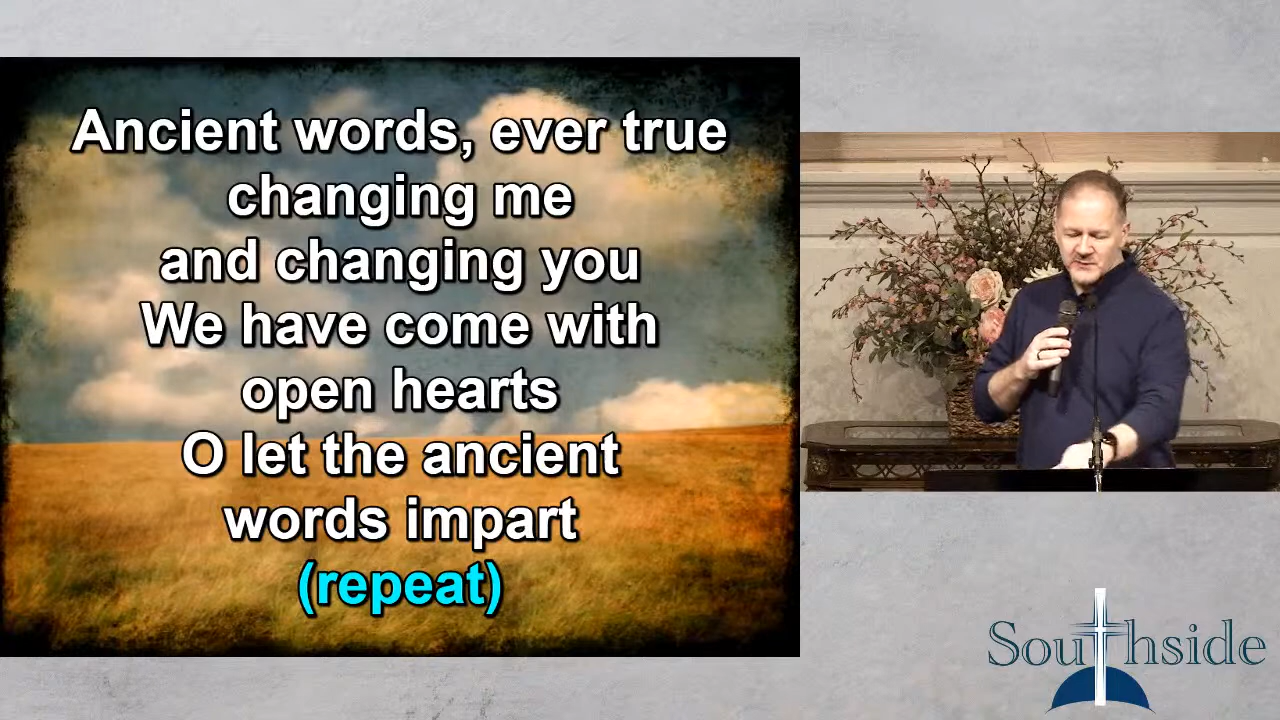 Ancient words, ever true
changing me
and changing you
We have come with
open hearts
O let the ancient
words impart
(repeat)
Southside